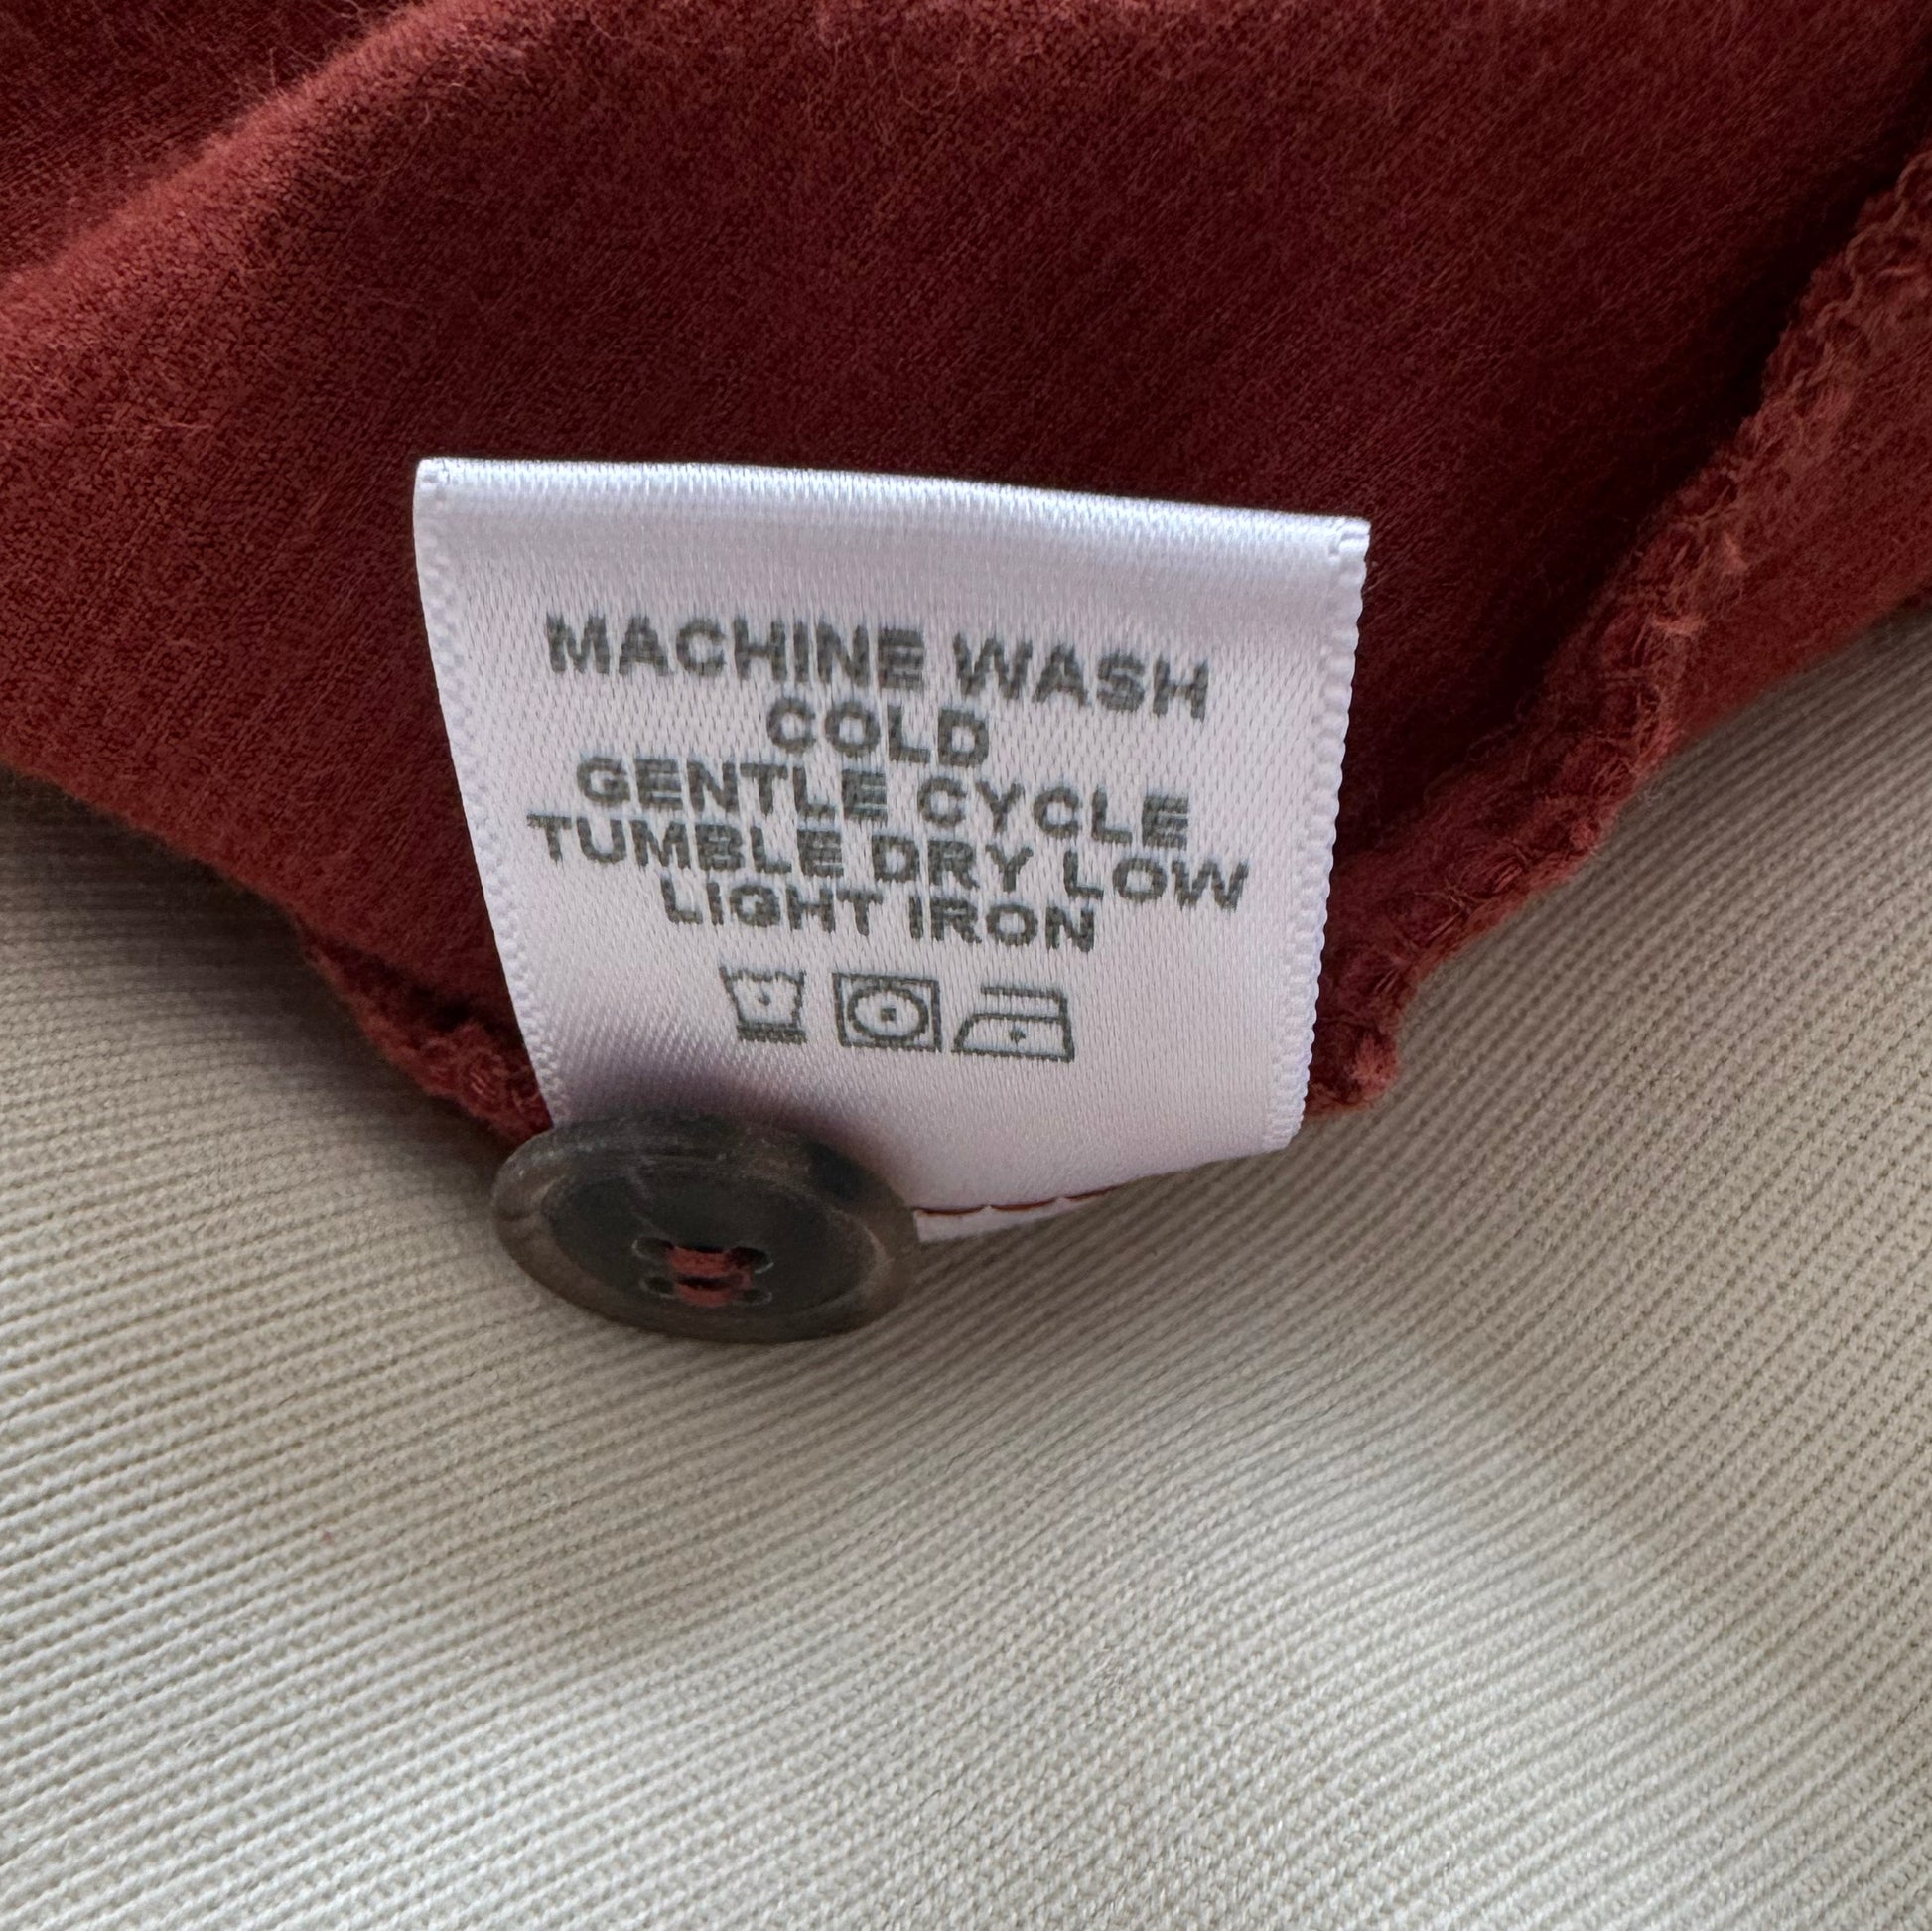 MACHINE WASH
COLD
GENTLE CYCLE
TUMBLE DRY LOW
LIGHT IRON